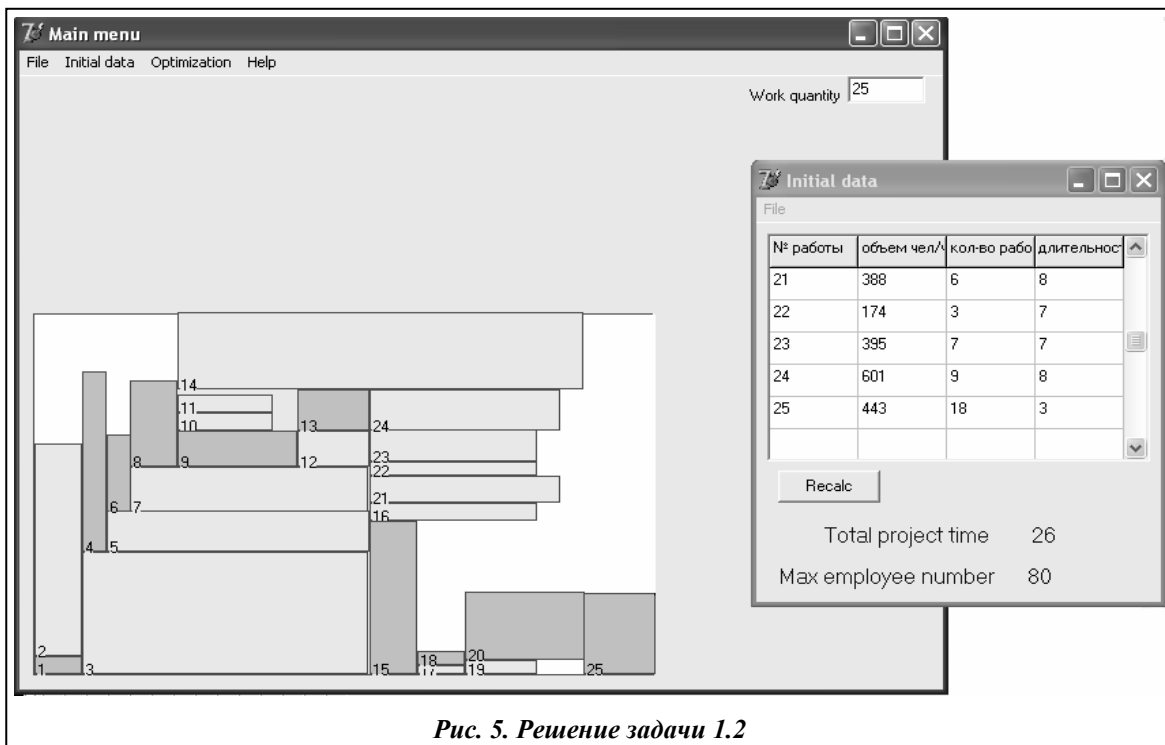 Main menu
File Initial data Optimization Help
Work quantity 25
Initial data
File
№ работы объем чел/ч кол-во рабо длительност
21 388 6 8
22 174 3 7
23 395 7 7
24 601 9 8
25 443 18 3
Recalc
Total project time 26
Max employee number 80
14
11
10 13 24
8 9 12 23
22
21
6 7 16
4 5
2 18 20
1 3 15 17 19 25
Рис. 5. Решение задачи 1.2